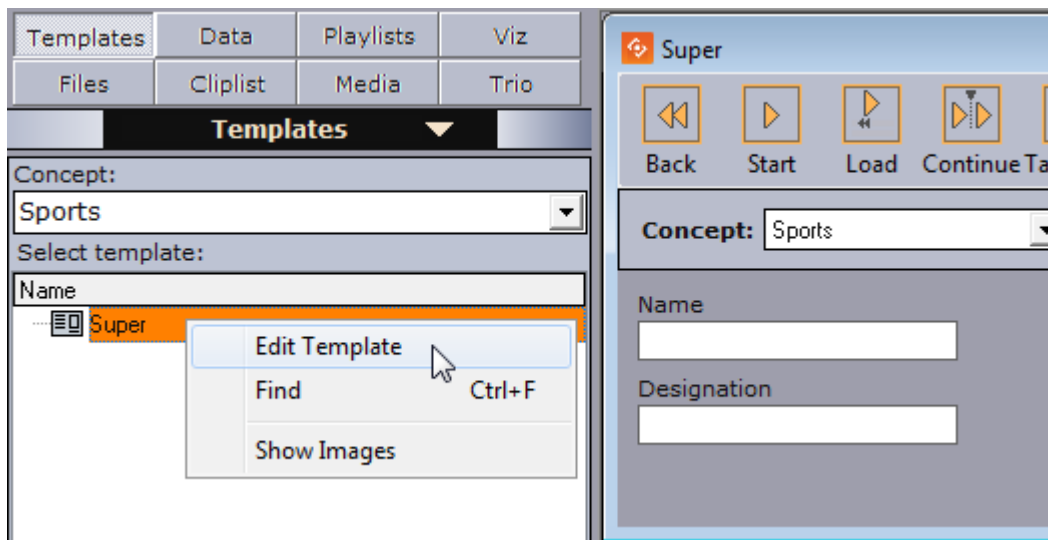 Templates Data Playlists Viz
Files Cliplist Media Trio
Templates
Concept:
Sports
Select template:
Name
Super
Edit Template
Find Ctrl+F
Show Images
Super
Back Start Load Continue Ta
Concept: Sports
Name
Designation